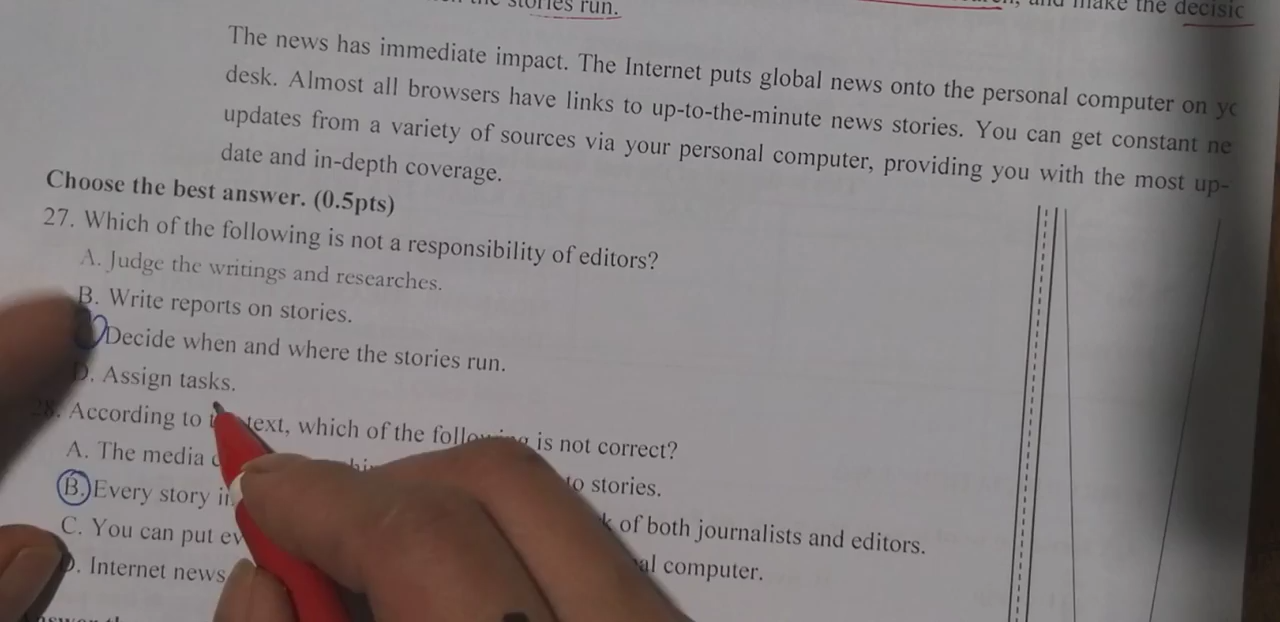 stories run.
and make the
The news has immediate impact. The Internet puts global news onto the personal computer on
desk. Almost all browsers have links to up-to-the-minute news stories. You can get constant
updates from a variety of sources via your personal computer, providing you with the most up-
date and in-depth coverage.
Choose the best answer. (0.5pts)
27. Which of the following is not a responsibility of editors?
A. Judge the writings and researches.
B. Write reports on stories.
Decide when and where the stories run.
D. Assign tasks.
28. According to text, which of the following is not correct?
A. The media to stories.
B. Every story of both journalists and editors.
C. You can put
D. Internet news computer.